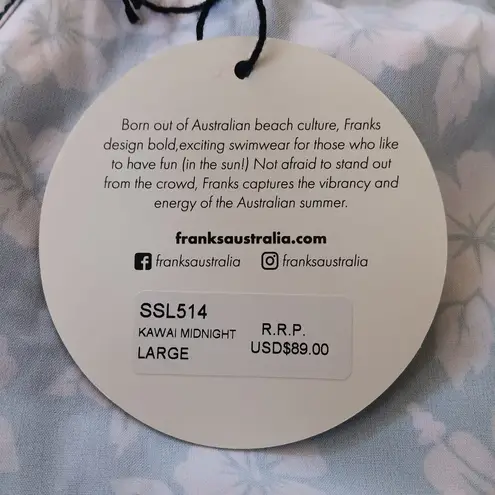 Born out of Australian beach culture, Franks
design bold,exciting swimwear for those who like
to have fun (in the sun!) Not afraid to stand out
from the crowd, Franks captures the vibrancy and
energy of the Australian summer.
franksaustralia.com
franksaustralia franksaustralia
SSL514
KAWAI MIDNIGHT R.R.P.
LARGE USD$89.00